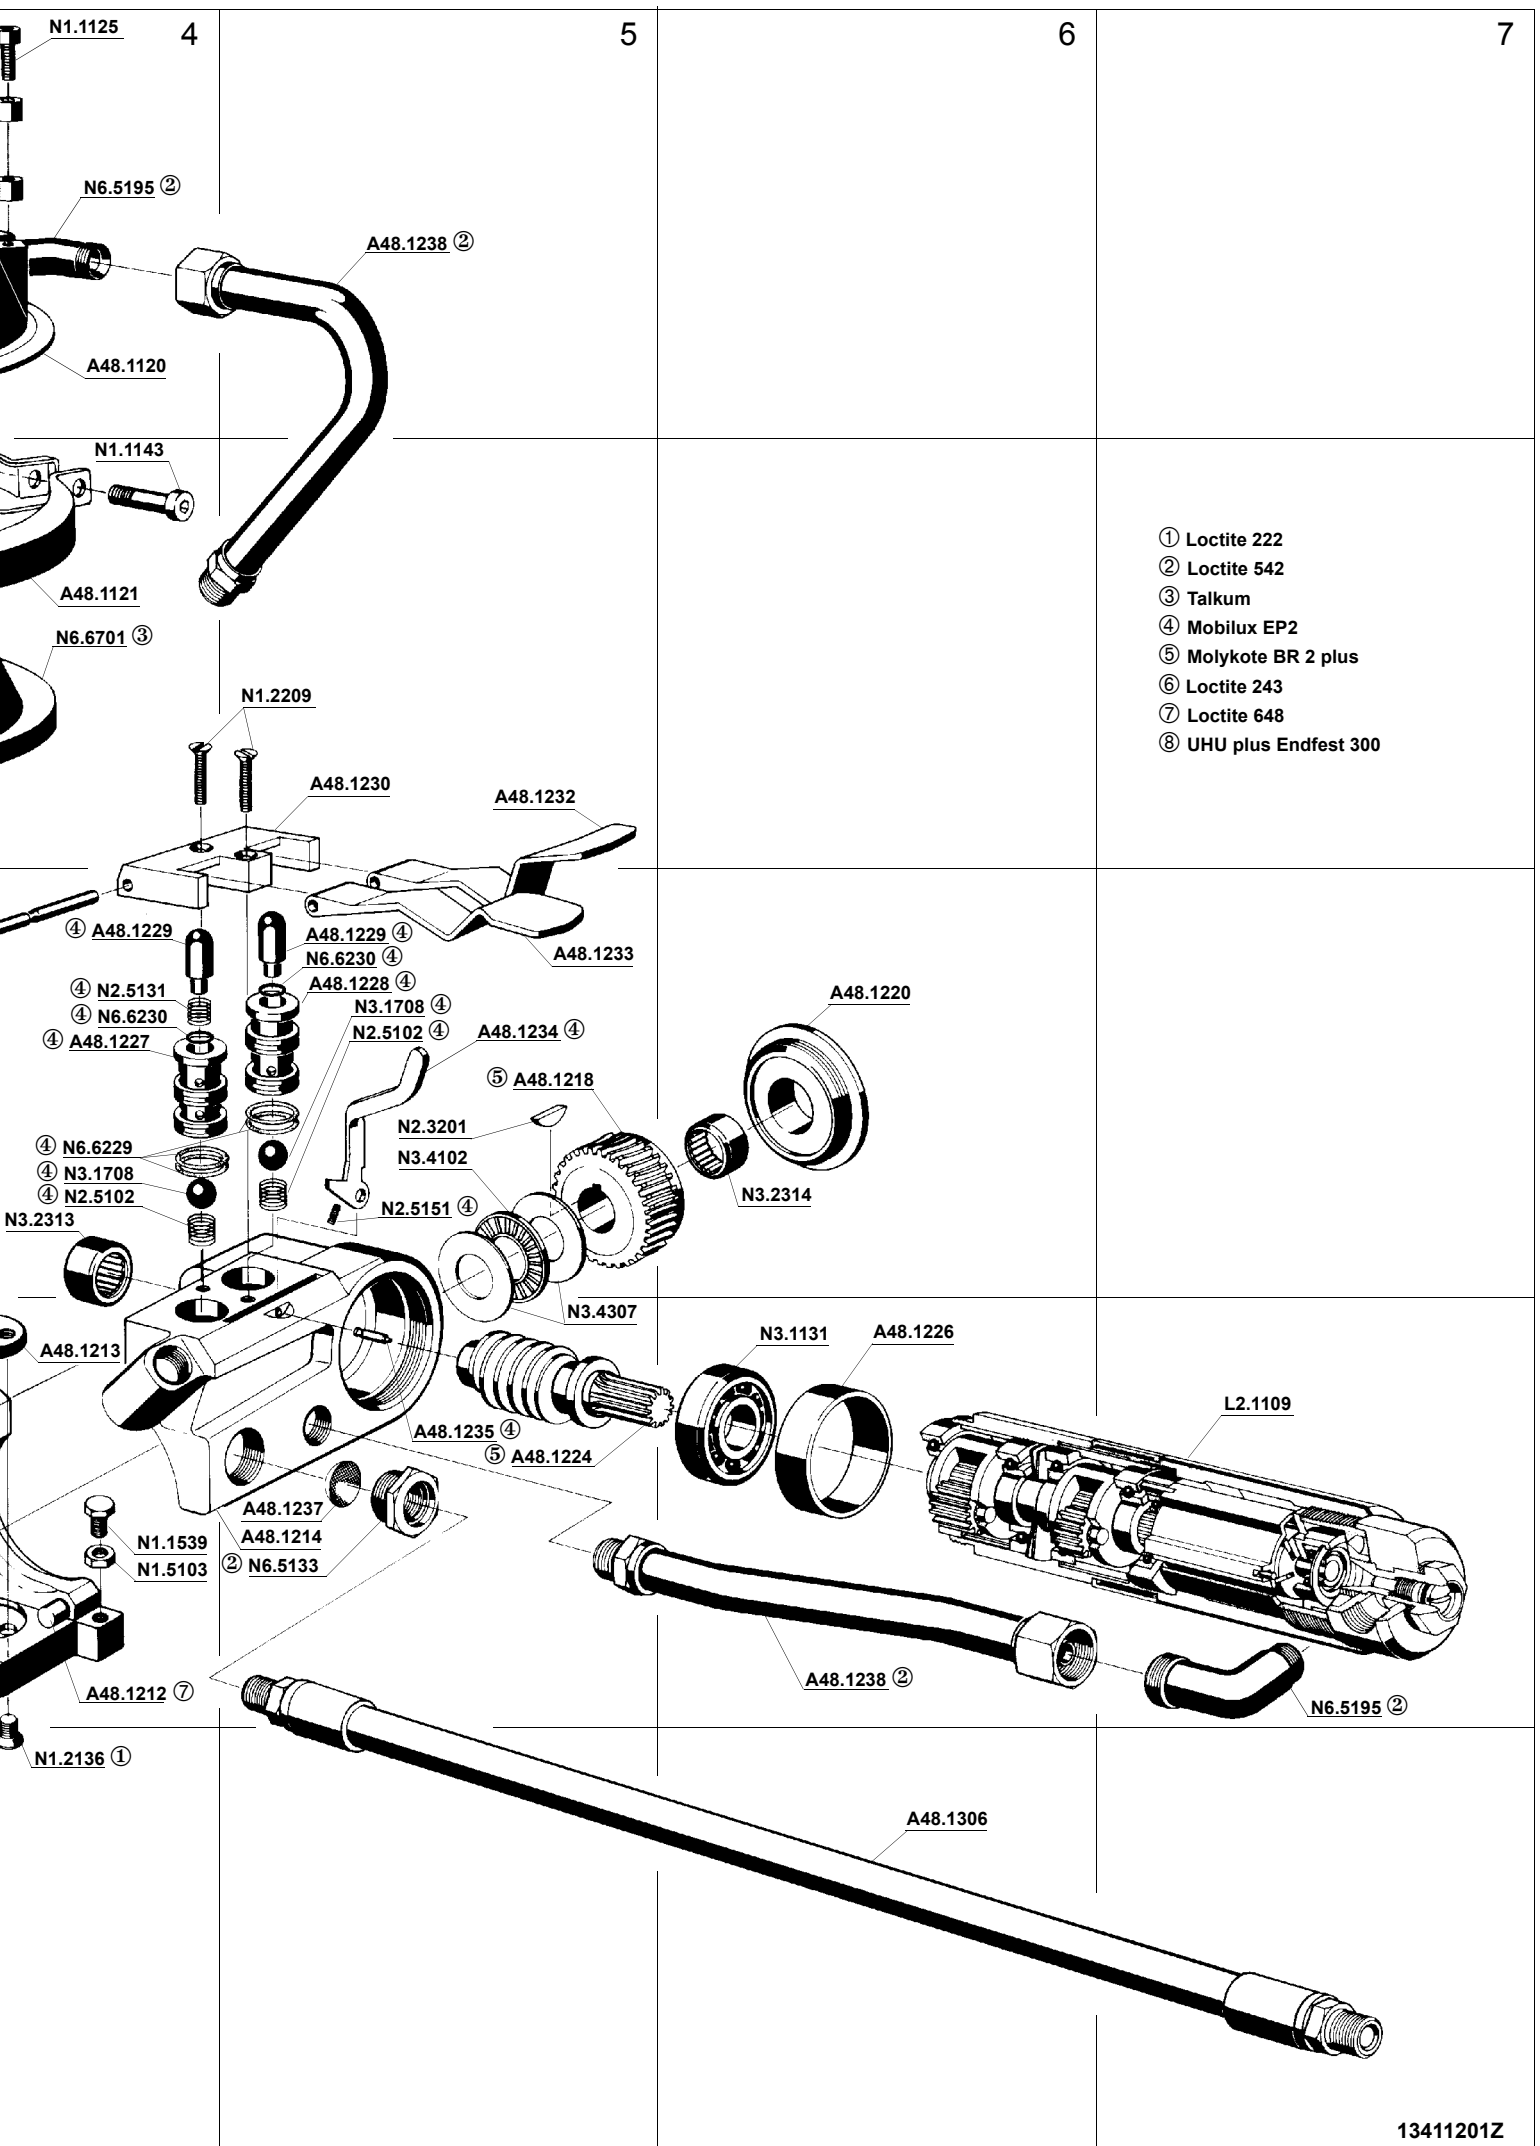 4
5
6
7
N1.1125
N6.5195 ②
A48.1238 ②
A48.1120
N1.1143
A48.1121
N6.6701 ③
① Loctite 222
② Loctite 542
③ Talkum
④ Mobilux EP2
⑤ Molykote BR 2 plus
⑥ Loctite 243
⑦ Loctite 648
⑧ UHU plus Endfest 300
N1.2209
A48.1230
A48.1232
④ A48.1229
A48.1229 ④
A48.1233
N6.6230 ④
④ N2.5131
A48.1228 ④
A48.1220
N3.1708 ④
④ N6.6230
N2.5102 ④
A48.1234 ④
④ A48.1227
⑤ A48.1218
N2.3201
④ N6.6229
N3.4102
④ N3.1708
④ N2.5102
N3.2314
N2.5151 ④
N3.2313
N3.4307
N3.1131
A48.1226
A48.1213
L2.1109
A48.1235 ④
⑤ A48.1224
A48.1237
A48.1214
N1.1539
② N6.5133
N1.5103
A48.1238 ②
A48.1212 ⑦
N6.5195 ②
N1.2136 ①
A48.1306
13411201Z